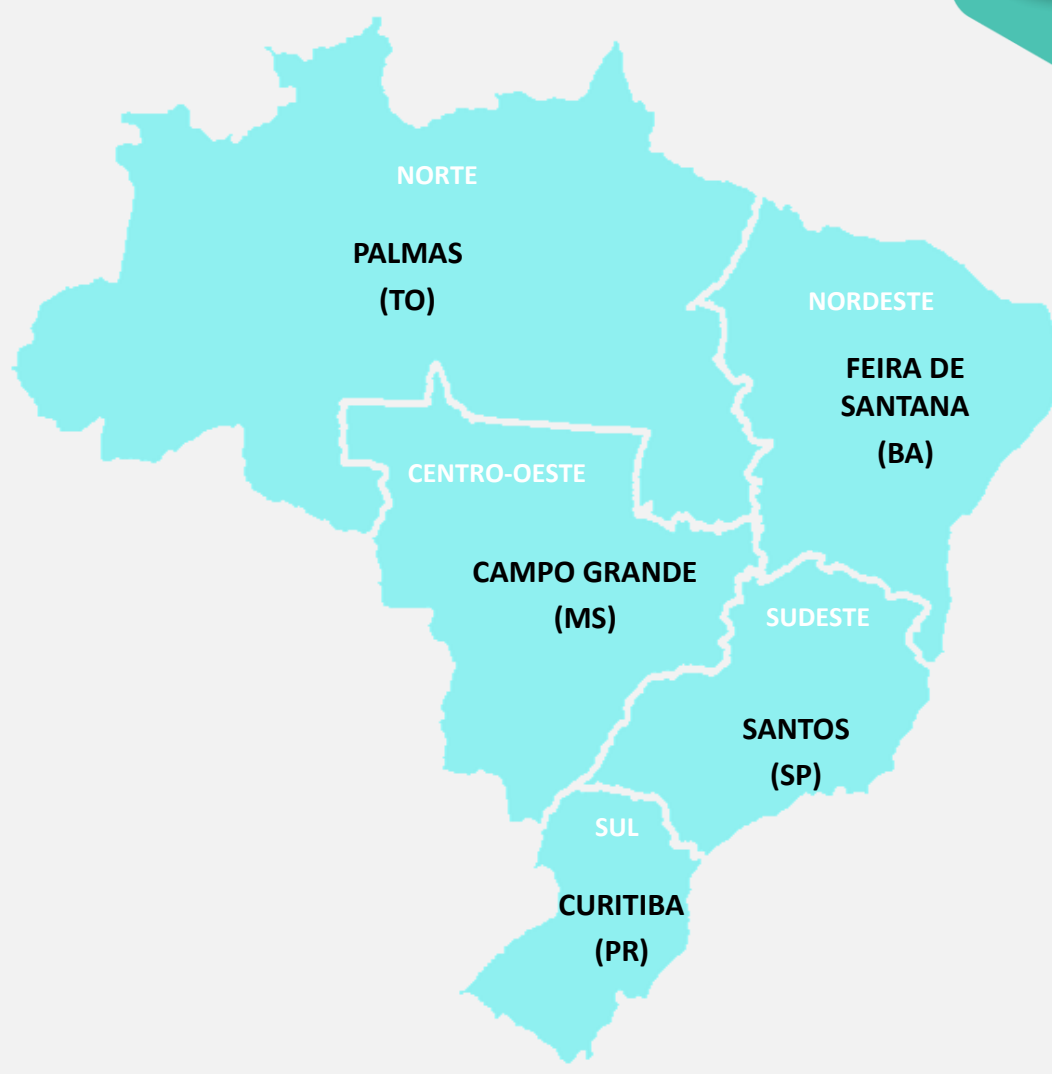 NORTE
PALMAS
(TO)
NORDESTE
FEIRA DE
SANTANA
(BA)
CENTRO-OESTE
CAMPO GRANDE
(MS)
SUDESTE
SANTOS
(SP)
SUL
CURITIBA
(PR)